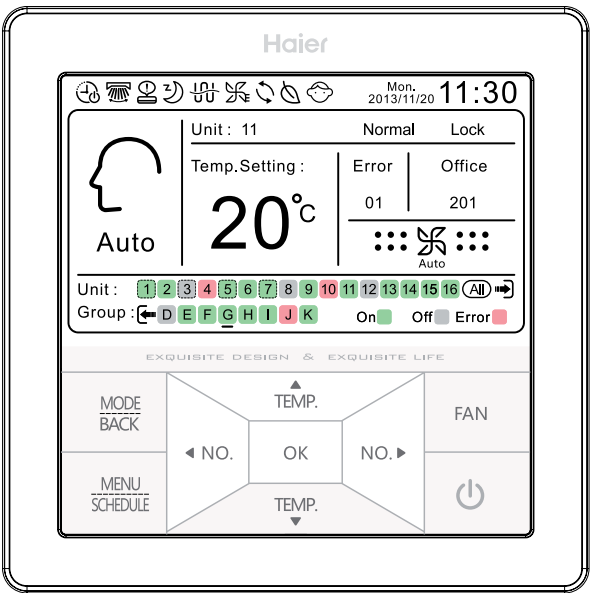 Haier
Mon.
2013/11/20 11:30
Unit : 11 Normal Lock
Temp.Setting : Error Office
20°C 01 201
Auto
Auto
Unit : 1 2 3 4 5 6 7 8 9 10 11 12 13 14 15 16 All
Group : D E F G H I J K On Off Error
EXQUISITE DESIGN & EXQUISITE LIFE
MODE
BACK
TEMP.
FAN
NO. OK NO.
MENU
SCHEDULE
TEMP.